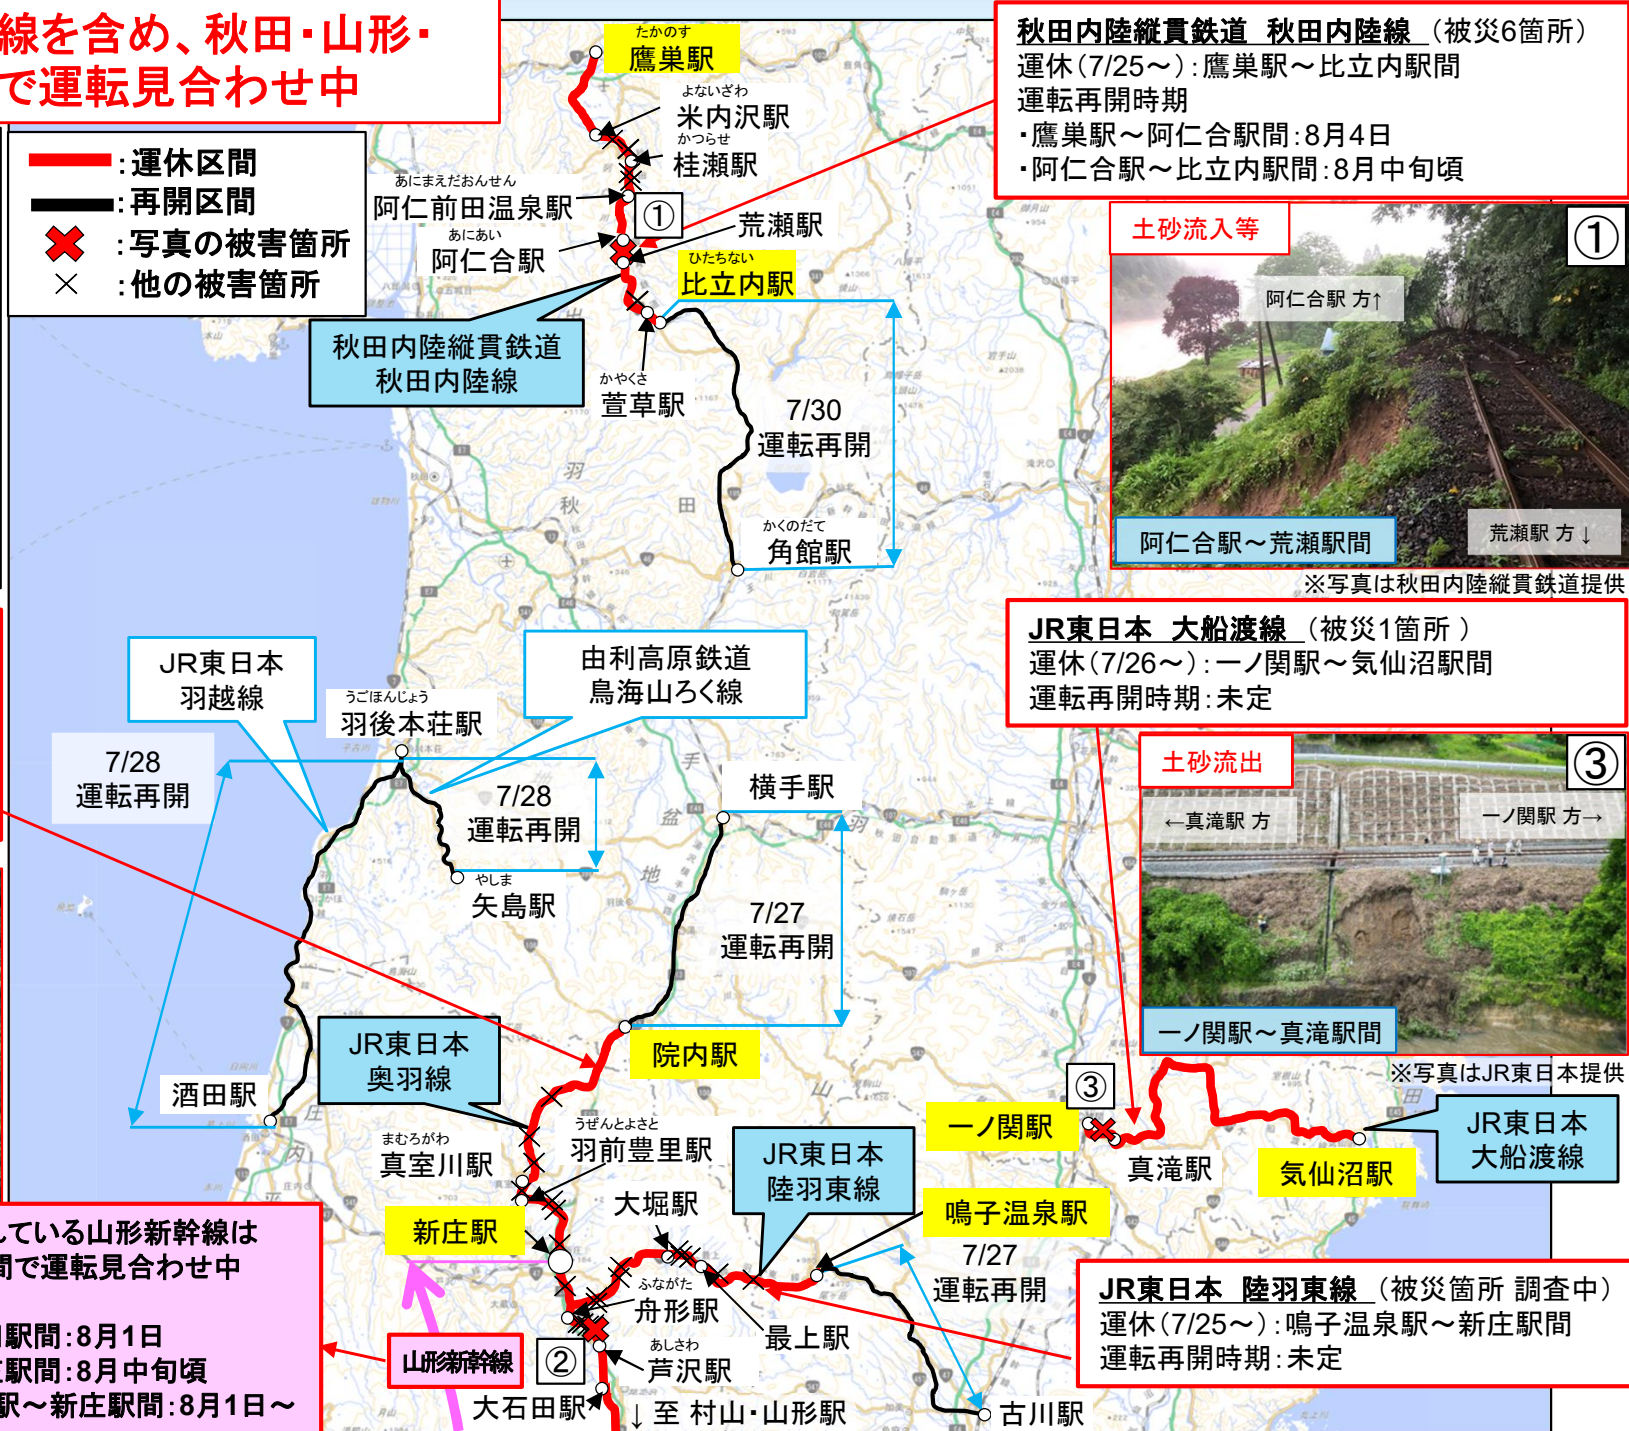 線を含め、秋田・山形・
で運転見合わせ中
：運休区間
：再開区間
：写真の被害箇所
：他の被害箇所
たかのす
鷹巣駅
よないざわ
米内沢駅
かつらせ
桂瀬駅
あにまえだおんせん
阿仁前田温泉駅
①
荒瀬駅
あにあい
阿仁合駅
ひたちない
比立内駅
秋田内陸縦貫鉄道
秋田内陸線
かやくさ
萱草駅
7/30
運転再開
かくのだて
角館駅
秋田内陸縦貫鉄道 秋田内陸線（被災6箇所）
運休（7/25～）：鷹巣駅～比立内駅間
運転再開時期
・鷹巣駅～阿仁合駅間：8月4日
・阿仁合駅～比立内駅間：8月中旬頃
土砂流入等
①
阿仁合駅 方↑
荒瀬駅 方↓
阿仁合駅～荒瀬駅間
※写真は秋田内陸縦貫鉄道提供
JR東日本 大船渡線（被災1箇所 ）
運休（7/26～）：一ノ関駅～気仙沼駅間
運転再開時期：未定
土砂流出
③
←真滝駅 方
一ノ関駅 方→
一ノ関駅～真滝駅間
※写真はJR東日本提供
JR東日本
羽越線
由利高原鉄道
鳥海山ろく線
うごほんじょう
羽後本荘駅
7/28
運転再開
7/28
運転再開
やしま
矢島駅
横手駅
7/27
運転再開
院内駅
酒田駅
JR東日本
奥羽線
まむろがわ
真室川駅
うぜんとよさと
羽前豊里駅
大堀駅
JR東日本
陸羽東線
新庄駅
③
一ノ関駅
真滝駅
気仙沼駅
JR東日本
大船渡線
鳴子温泉駅
7/27
運転再開
ふながた
舟形駅
最上駅
②
あしさわ
芦沢駅
大石田駅
↓ 至 村山・山形駅
古川駅
JR東日本 陸羽東線（被災箇所 調査中）
運休（7/25～）：鳴子温泉駅～新庄駅間
運転再開時期：未定
している山形新幹線は
間で運転見合わせ中
駅間：8月1日
駅間：8月中旬頃
駅～新庄駅間：8月1日～
山形新幹線